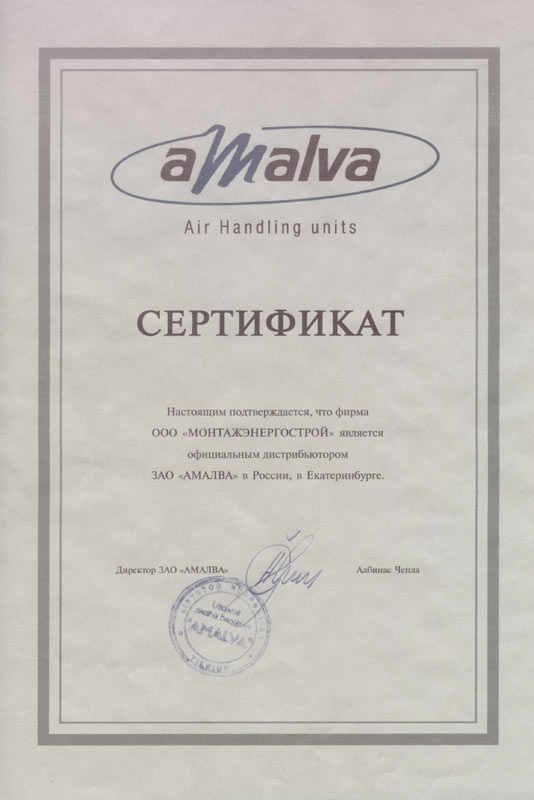 aMalva
Air Handling units
СЕРТИФИКАТ
Настоящим подтверждается, что фирма
ООО «МОНТАЖЭНЕРГОСТРОЙ» является
официальным дистрибьютором
ЗАО «АМАЛВА» в России, в Екатеринбурге.
Директор ЗАО «АМАЛВА»
Албинас Чепла
"AMALVA"